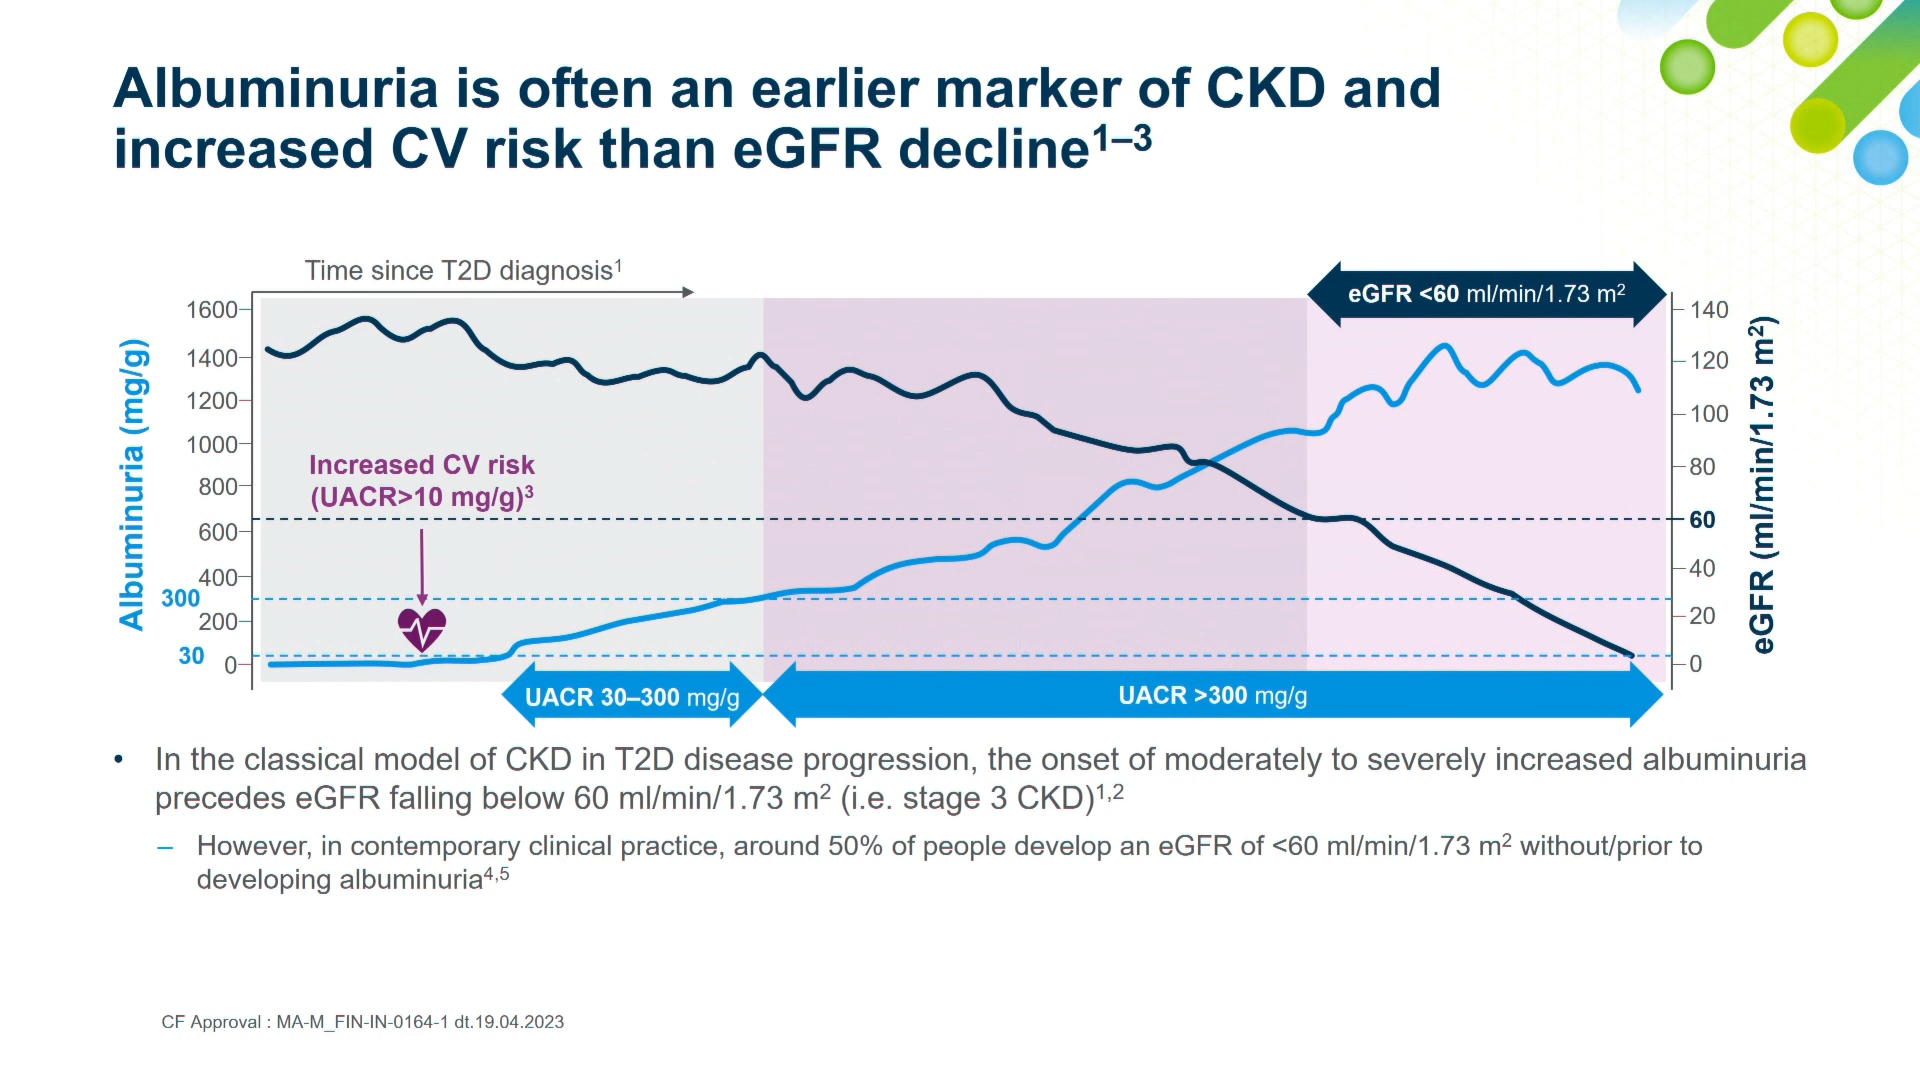 Albuminuria is often an earlier marker of CKD and
increased CV risk than eGFR decline¹⁻³
Time since T2D diagnosis¹
eGFR <60 ml/min/1.73 m²
1600
1400
1200
1000
800
600
400
300
200
30
0
Albuminuria (mg/g)
Increased CV risk
(UACR>10 mg/g)³
140
120
100
80
60
40
20
0
eGFR (ml/min/1.73 m²)
UACR 30–300 mg/g
UACR >300 mg/g
• In the classical model of CKD in T2D disease progression, the onset of moderately to severely increased albuminuria
precedes eGFR falling below 60 ml/min/1.73 m² (i.e. stage 3 CKD)¹,²
– However, in contemporary clinical practice, around 50% of people develop an eGFR of <60 ml/min/1.73 m² without/prior to
developing albuminuria⁴,⁵
CF Approval : MA-M_FIN-IN-0164-1 dt.19.04.2023